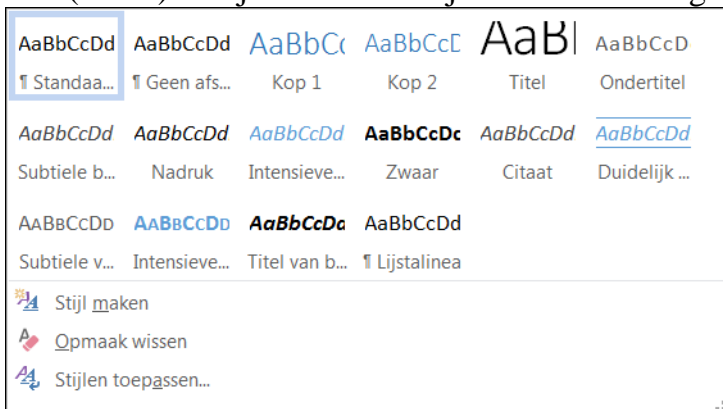 AaBbCcDd AaBbCcDd AaBbCc AaBbCcD AaB AaBbCcD
¶ Standaa... ¶ Geen afs... Kop 1 Kop 2 Titel Ondertitel
AaBbCcDd AaBbCcDd AaBbCcDd AaBbCcDc AaBbCcDd AaBbCcDd
Subtiele b... Nadruk Intensieve... Zwaar Citaat Duidelijk ...
AaBbCcDd AaBbCcDd AaBbCcDd AaBbCcDd
Subtiele v... Intensieve... Titel van b... ¶ Lijstalinea
Stijl maken
Opmaak wissen
Stijlen toepassen...